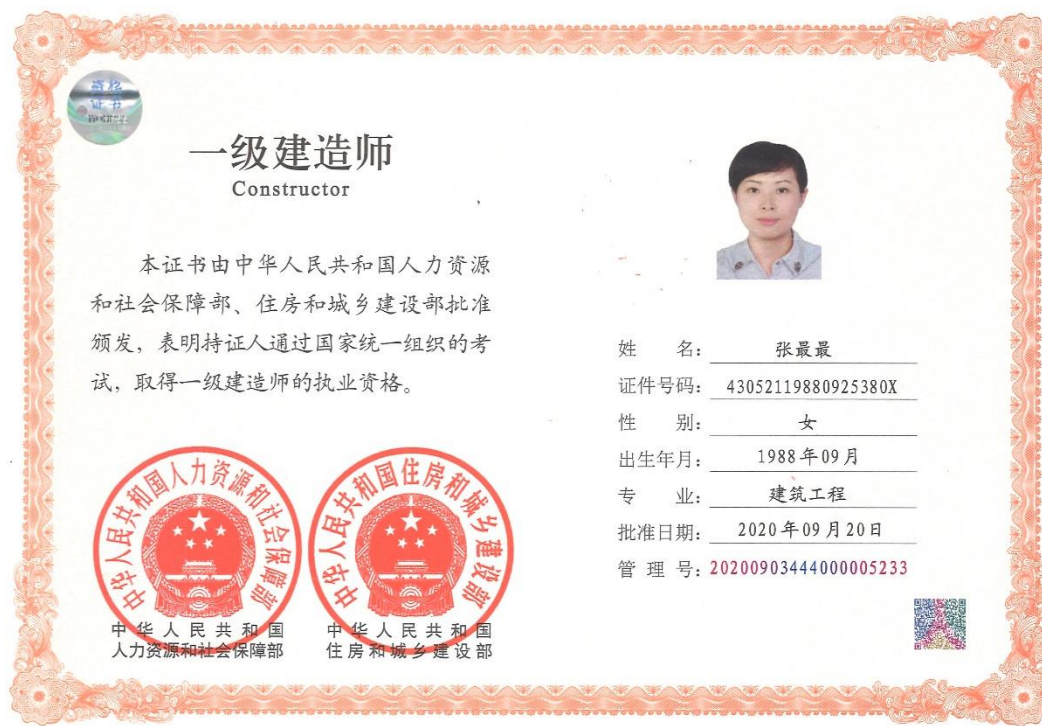 资格
证书
一级建造师
Constructor
本证书由中华人民共和国人力资源
和社会保障部、住房和城乡建设部批准
颁发，表明持证人通过国家统一组织的考
试，取得一级建造师的执业资格。
中华人民共和国人力资源和社会保障部
中华人民共和国
人力资源和社会保障部
中华人民共和国住房和城乡建设部
中华人民共和国
住房和城乡建设部
姓 名：张最最
证件号码：43052119880925380X
性 别：女
出生年月：1988年09月
专 业：建筑工程
批准日期：2020年09月20日
管 理 号：20200903444000005233